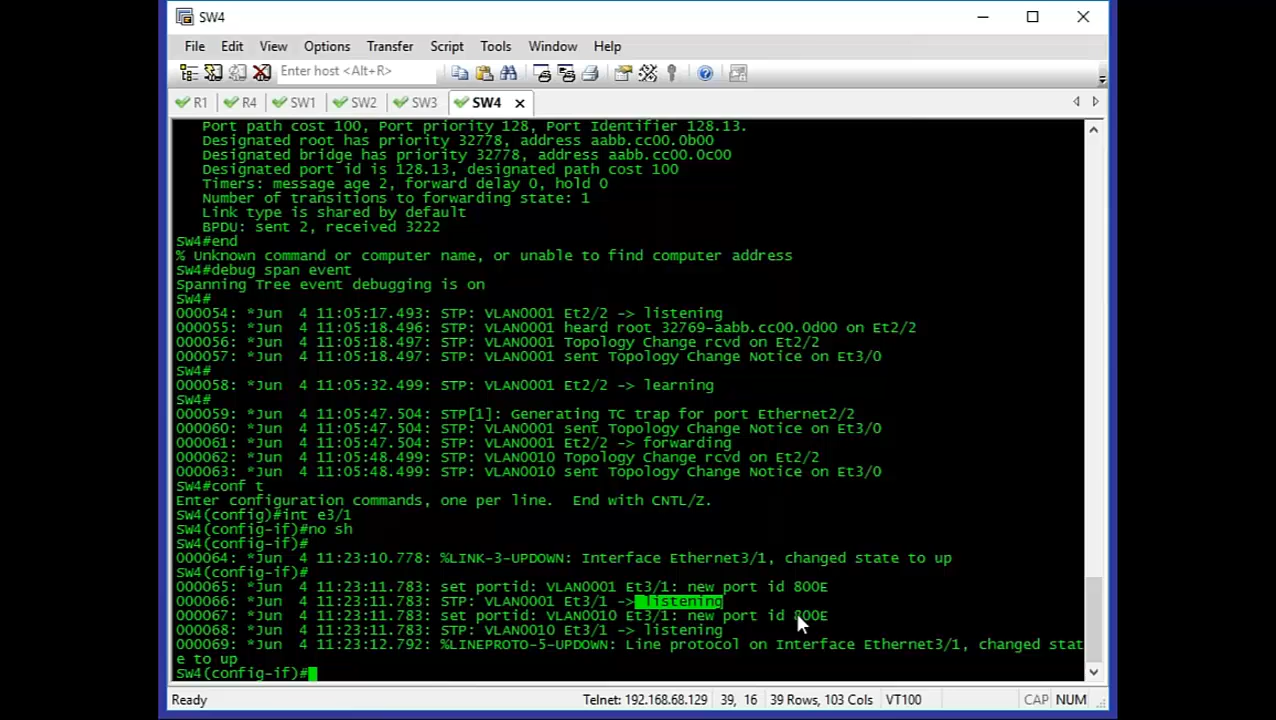 SW4
File Edit View Options Transfer Script Tools Window Help
Enter host <Alt+R>
R1 R4 SW1 SW2 SW3 SW4
Port path cost 100, Port priority 128, Port Identifier 128.13.
Designated root has priority 32778, address aabb.cc00.0b00
Designated bridge has priority 32778, address aabb.cc00.0c00
Designated port id is 128.13, designated path cost 100
Timers: message age 2, forward delay 0, hold 0
Number of transitions to forwarding state: 1
Link type is shared by default
BPDU: sent 2, received 3222
SW4#end
% Unknown command or computer name, or unable to find computer address
SW4#debug span event
Spanning Tree event debugging is on
SW4#
000054: *Jun  4 11:05:17.493: STP: VLAN0001 Et2/2 -> listening
000055: *Jun  4 11:05:18.496: STP: VLAN0001 heard root 32769-aabb.cc00.0d00 on Et2/2
000056: *Jun  4 11:05:18.497: STP: VLAN0001 Topology Change rcvd on Et2/2
000057: *Jun  4 11:05:18.497: STP: VLAN0001 sent Topology Change Notice on Et3/0
SW4#
000058: *Jun  4 11:05:32.499: STP: VLAN0001 Et2/2 -> learning
SW4#
000059: *Jun  4 11:05:47.504: STP[1]: Generating TC trap for port Ethernet2/2
000060: *Jun  4 11:05:47.504: STP: VLAN0001 sent Topology Change Notice on Et3/0
000061: *Jun  4 11:05:47.504: STP: VLAN0001 Et2/2 -> forwarding
000062: *Jun  4 11:05:48.499: STP: VLAN0010 Topology Change rcvd on Et2/2
000063: *Jun  4 11:05:48.499: STP: VLAN0010 sent Topology Change Notice on Et3/0
SW4#conf t
Enter configuration commands, one per line.  End with CNTL/Z.
SW4(config)#int e3/1
SW4(config-if)#no sh
SW4(config-if)#
000064: *Jun  4 11:23:10.778: %LINK-3-UPDOWN: Interface Ethernet3/1, changed state to up
SW4(config-if)#
000065: *Jun  4 11:23:11.783: set portid: VLAN0001 Et3/1: new port id 800E
000066: *Jun  4 11:23:11.783: STP: VLAN0001 Et3/1 -> listening
000067: *Jun  4 11:23:11.783: set portid: VLAN0010 Et3/1: new port id 800E
000068: *Jun  4 11:23:11.783: STP: VLAN0010 Et3/1 -> listening
000069: *Jun  4 11:23:12.792: %LINEPROTO-5-UPDOWN: Line protocol on Interface Ethernet3/1, changed stat
e to up
SW4(config-if)#
Ready Telnet: 192.168.68.129 39, 16 39 Rows, 103 Cols VT100 CAP NUM